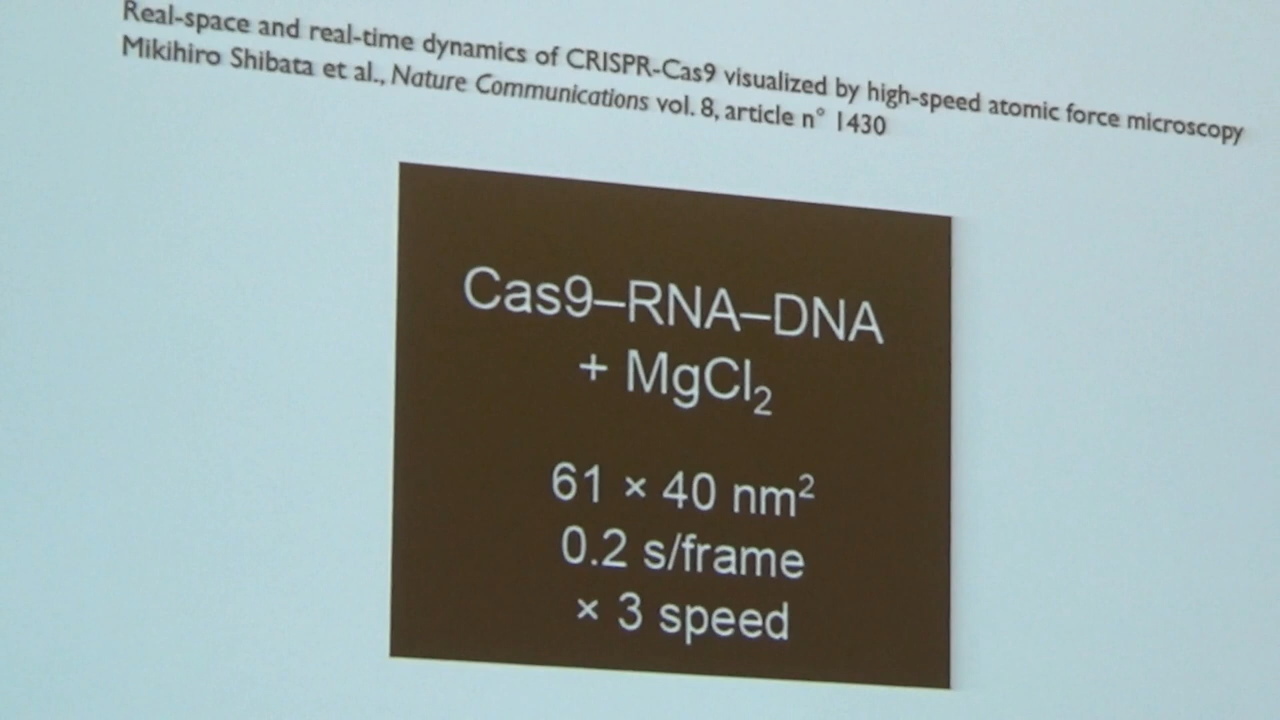 Real-space and real-time dynamics of CRISPR-Cas9 visualized by high-speed atomic force microscopy
Mikihiro Shibata et al., Nature Communications vol. 8, article n° 1430
Cas9–RNA–DNA
+ MgCl₂
61 × 40 nm²
0.2 s/frame
× 3 speed